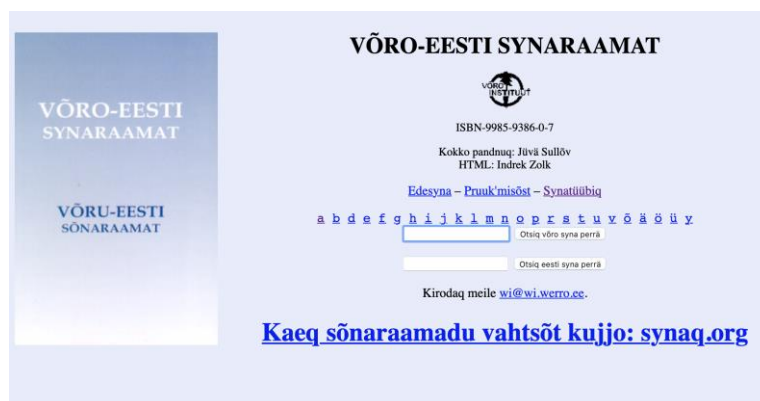 VÕRO-EESTI
SYNARAAMAT
VÕRU-EESTI
SÕNARAAMAT
VÕRO-EESTI SYNARAAMAT
VÕRO
INSTITUUT
ISBN-9985-9386-0-7
Kokko pandnuq: Jüvä Sullõv
HTML: Indrek Zolk
Edesyna – Pruuk'misõst – Synatüübiq
a b d e f g h i j k l m n o p r s t u v õ ä ö ü y
Otsiq võro syna perrä
Otsiq eesti syna perrä
Kirodaq meile wi@wi.werro.ee.
Kaeq sõnaraamadu vahtsõt kujjo: synaq.org